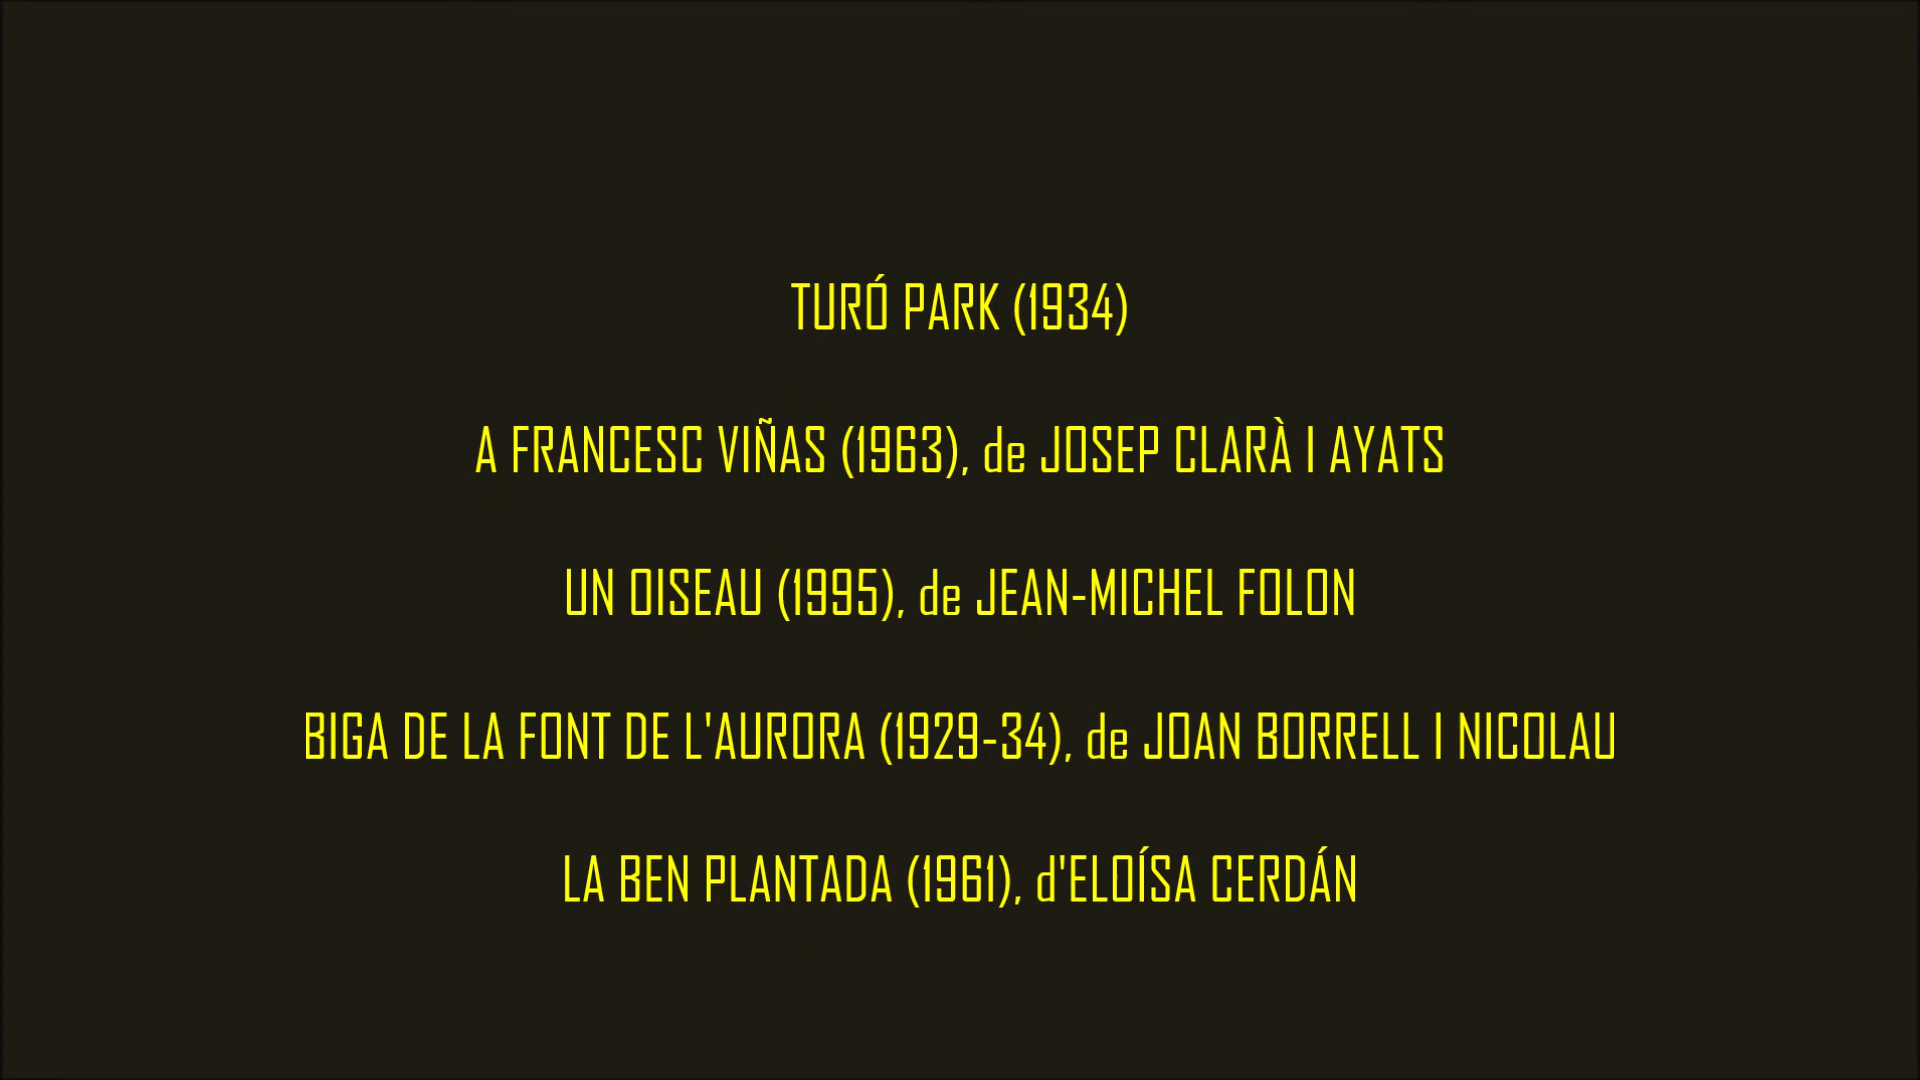 TURÓ PARK (1934)
A FRANCESC VIÑAS (1963), de JOSEP CLARÀ I AYATS
UN OISEAU (1995), de JEAN-MICHEL FOLON
BIGA DE LA FONT DE L'AURORA (1929-34), de JOAN BORRELL I NICOLAU
LA BEN PLANTADA (1961), d'ELOÍSA CERDÁN